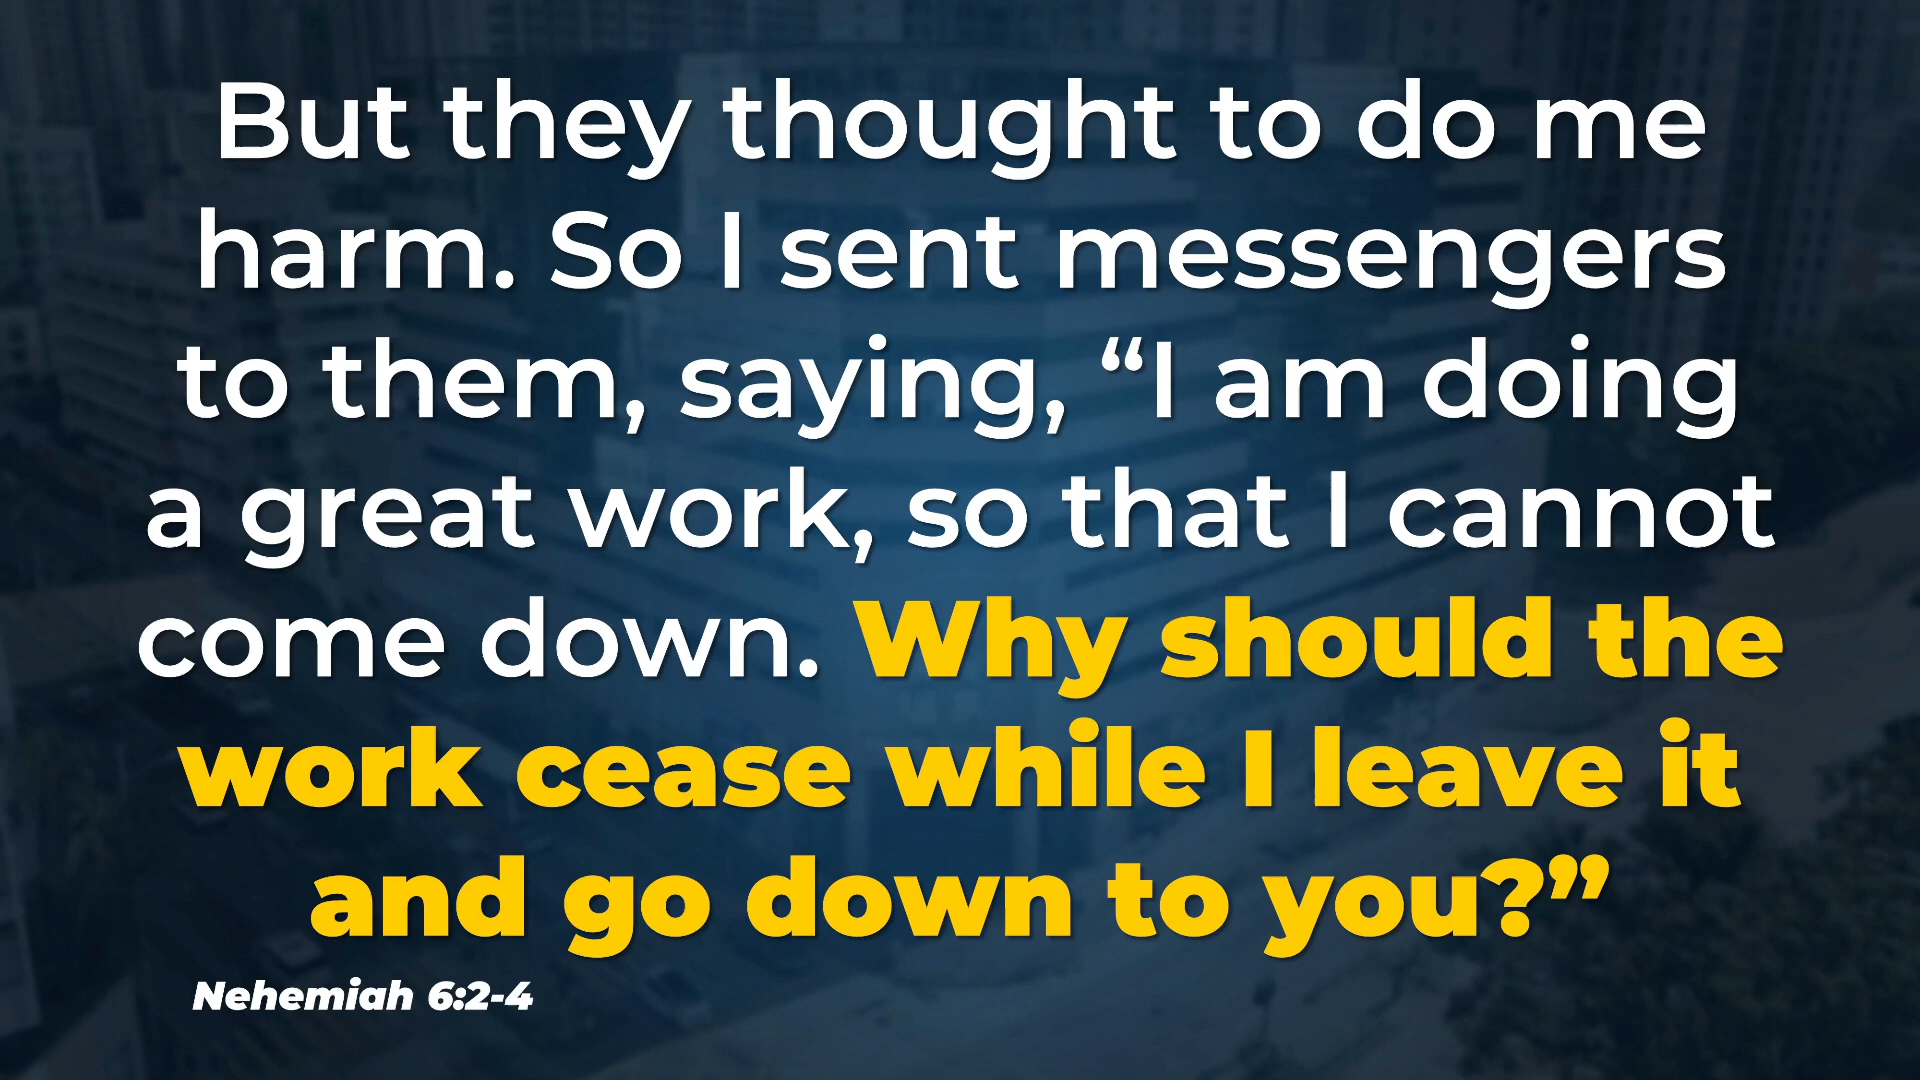 But they thought to do me
harm. So I sent messengers
to them, saying, “I am doing
a great work, so that I cannot
come down. Why should the
work cease while I leave it
and go down to you?”
Nehemiah 6:2-4